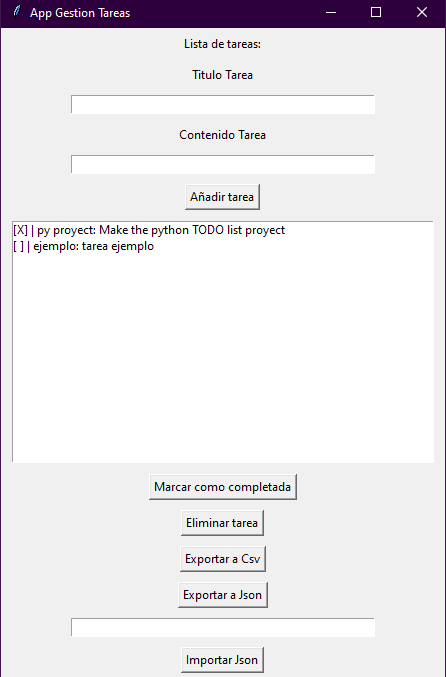 App Gestion Tareas
Lista de tareas:
Titulo Tarea
Contenido Tarea
Añadir tarea
[X] | py proyect: Make the python TODO list proyect
[ ] | ejemplo: tarea ejemplo
Marcar como completada
Eliminar tarea
Exportar a Csv
Exportar a Json
Importar Json